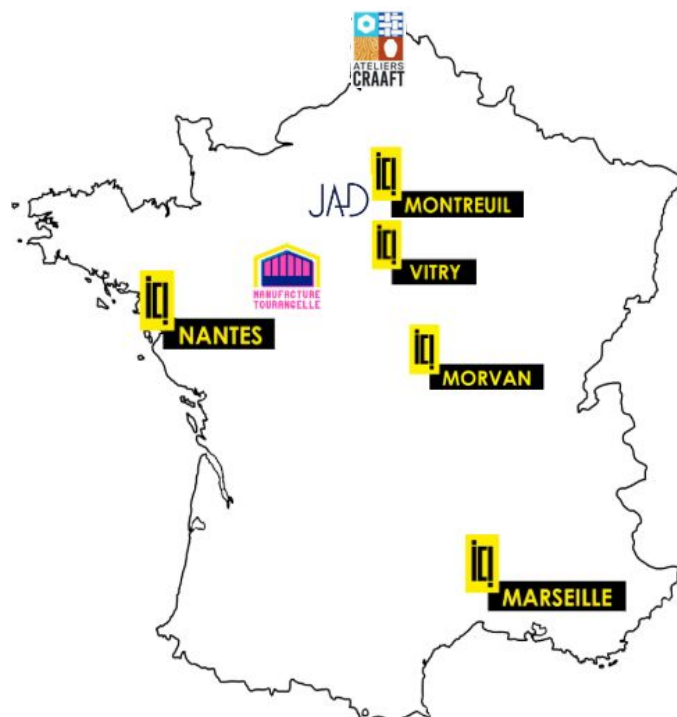 ATELIERS
CRAAFT
ici
MONTREUIL
JAD
ici
VITRY
MANUFACTURE
TOURANGELLE
ici
NANTES
ici
MORVAN
ici
MARSEILLE